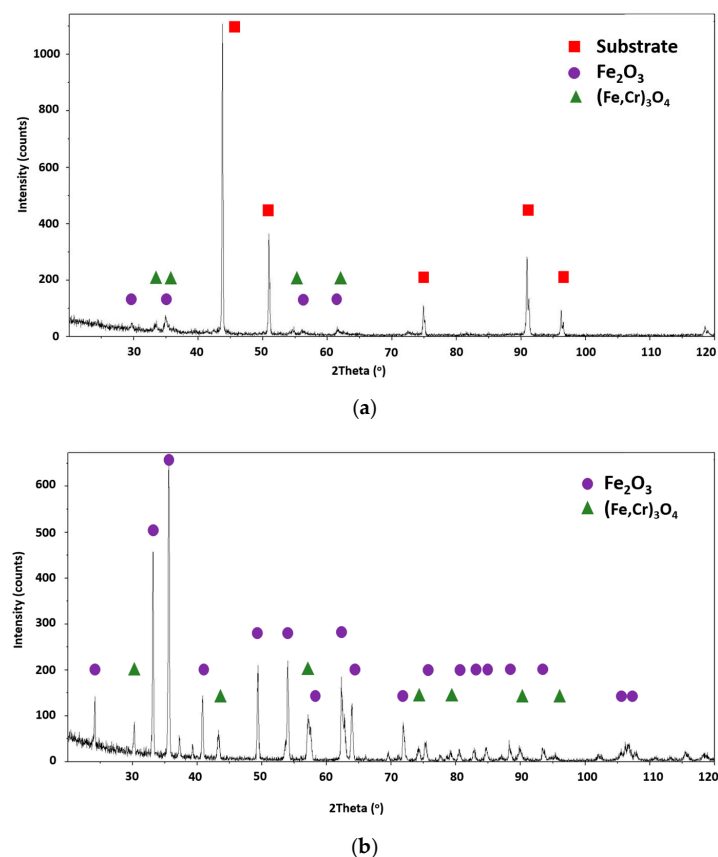 1000
800
600
400
200
0
Intensity (counts)
Substrate
Fe₂O₃
(Fe,Cr)₃O₄
30 40 50 60 70 80 90 100 110 120
2Theta (°)
(a)
600
500
400
300
200
100
0
Intensity (counts)
Fe₂O₃
(Fe,Cr)₃O₄
30 40 50 60 70 80 90 100 110 120
2Theta (°)
(b)